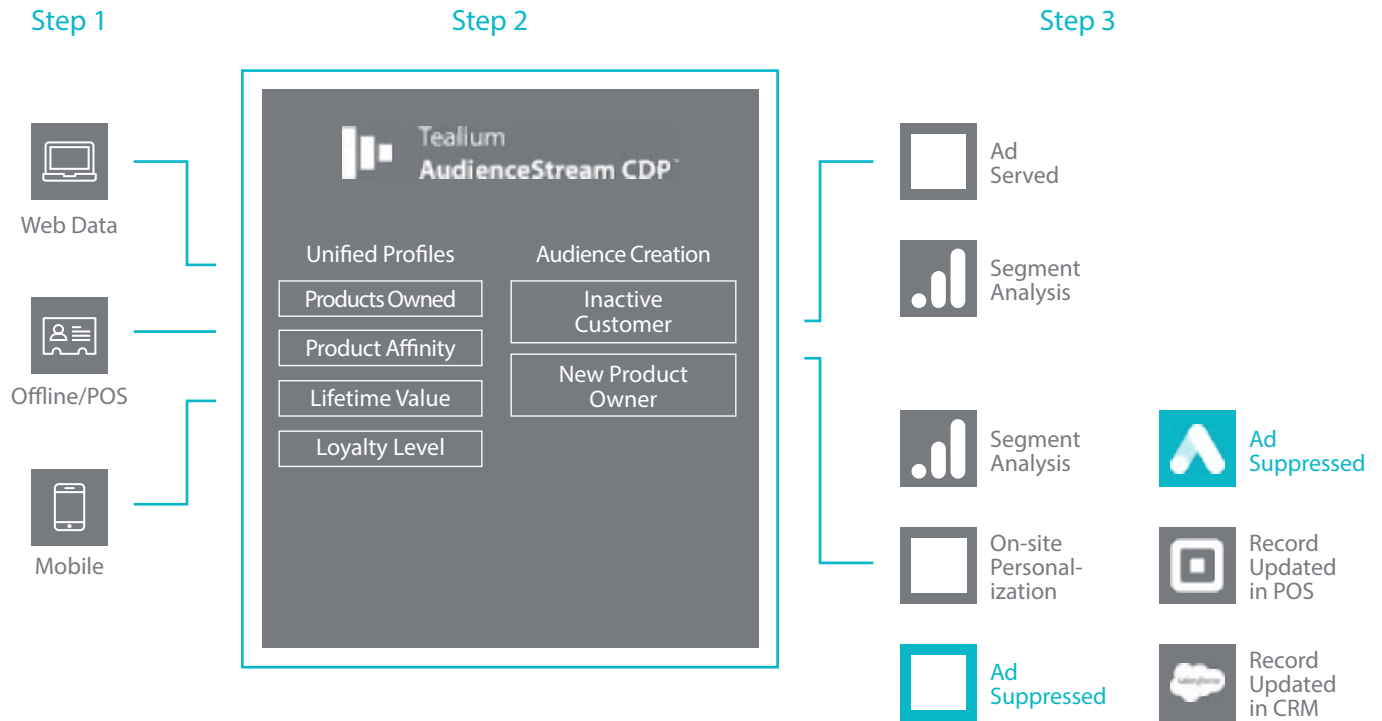 Step 1
Step 2
Step 3
Web Data
Offline/POS
Mobile
Tealium
AudienceStream CDP™
Unified Profiles
Products Owned
Product Affinity
Lifetime Value
Loyalty Level
Audience Creation
Inactive
Customer
New Product
Owner
Ad
Served
Segment
Analysis
Segment
Analysis
Ad
Suppressed
On-site
Personal-
ization
Record
Updated
in POS
Ad
Suppressed
Record
Updated
in CRM